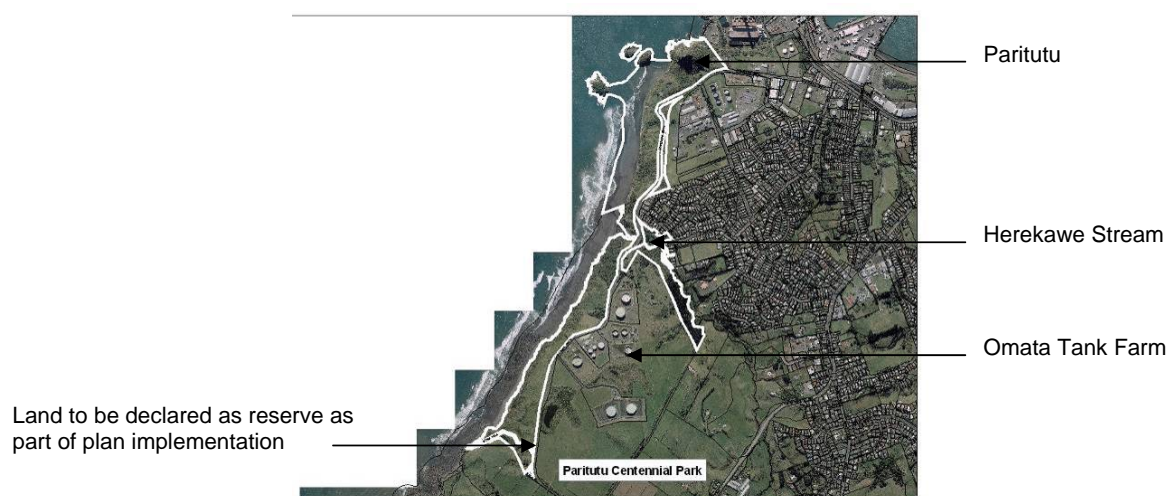 Paritutu
Herekawe Stream
Omata Tank Farm
Land to be declared as reserve as
part of plan implementation
Paritutu Centennial Park